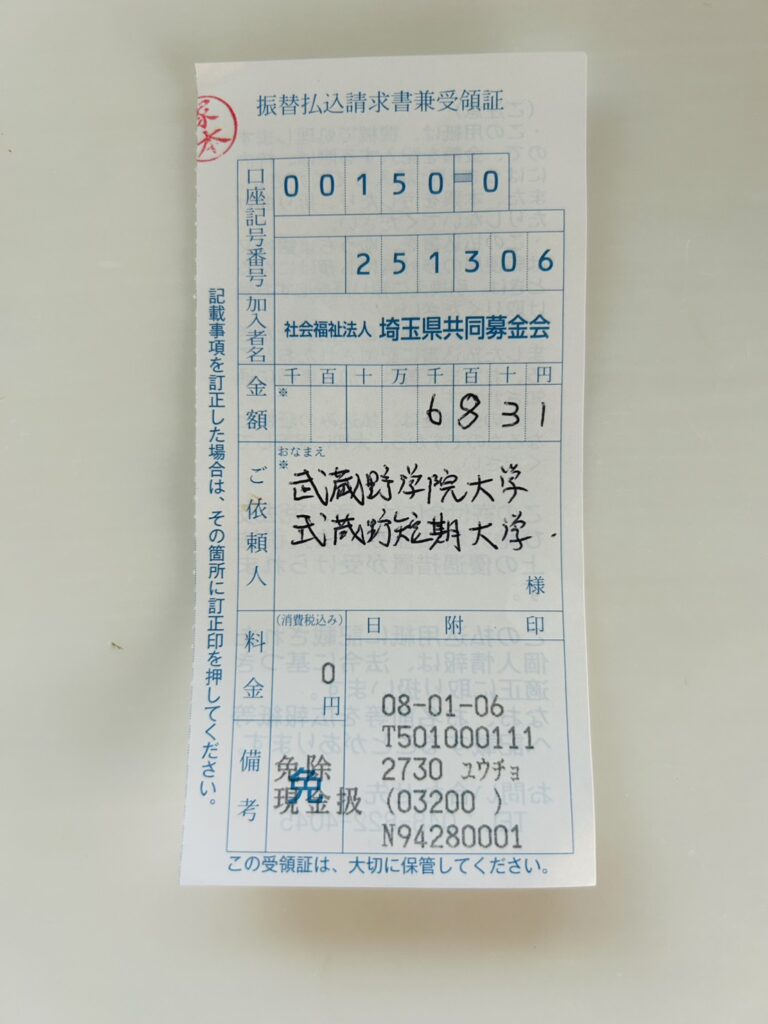 振替払込請求書兼受領証
口座記号番号
00150-0
251306
加入者名
社会福祉法人 埼玉県共同募金会
金額
千 百 十 万 千 百 十 円
※
6831
ご依頼人
おなまえ
※
武蔵野学院大学
武蔵野短期大学.
様
料金
(消費税込み)
0
円
日 附 印
08-01-06
T501000111
2730 ユウチョ
(03200 )
N94280001
備考
免除
免
現金扱
この受領証は、大切に保管してください。
記載事項を訂正した場合は、その箇所に訂正印を押してください。